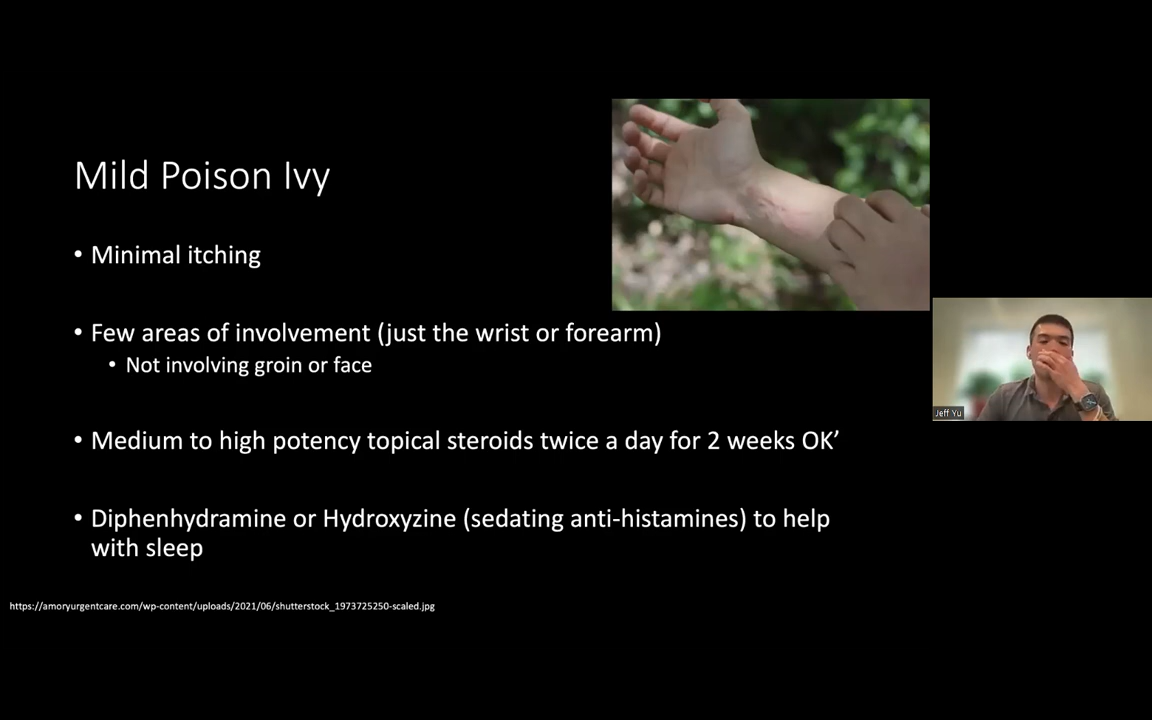 Mild Poison Ivy
• Minimal itching
• Few areas of involvement (just the wrist or forearm)
• Not involving groin or face
• Medium to high potency topical steroids twice a day for 2 weeks OK’
• Diphenhydramine or Hydroxyzine (sedating anti-histamines) to help
with sleep
Jeff Yu
https://amoryurgentcare.com/wp-content/uploads/2021/06/shutterstock_1973725250-scaled.jpg